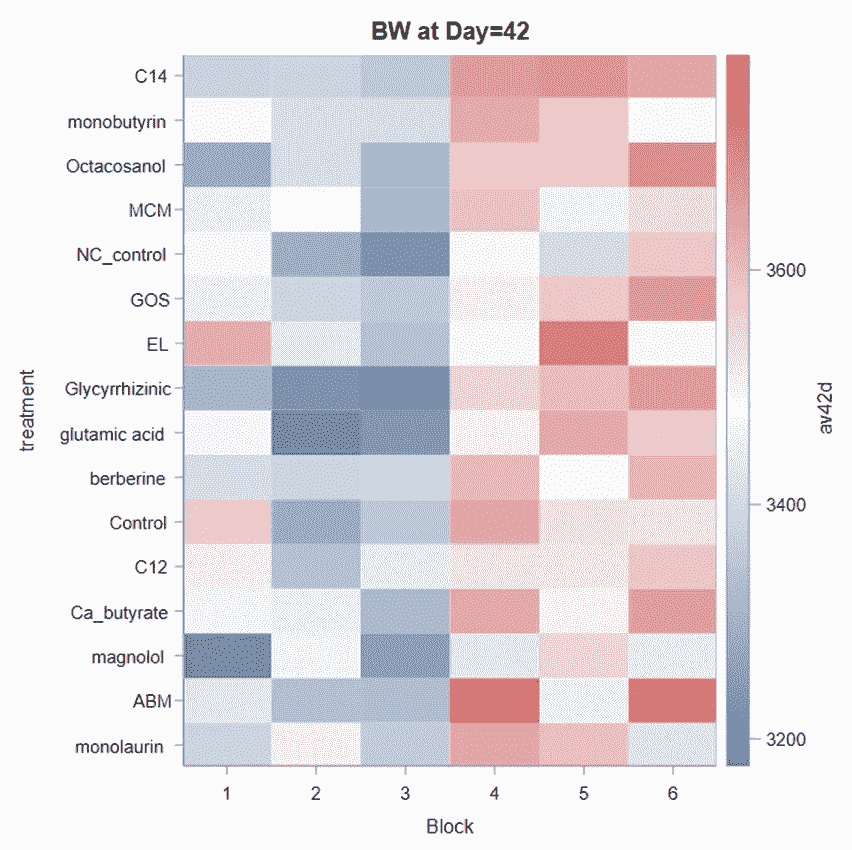 BW at Day=42
C14
monobutyrin
Octacosanol
MCM
NC_control
GOS
EL
Glycyrrhizinic
glutamic acid
berberine
Control
C12
Ca_butyrate
magnolol
ABM
monolaurin
treatment
1 2 3 4 5 6
Block
3600
3400
3200
av42d